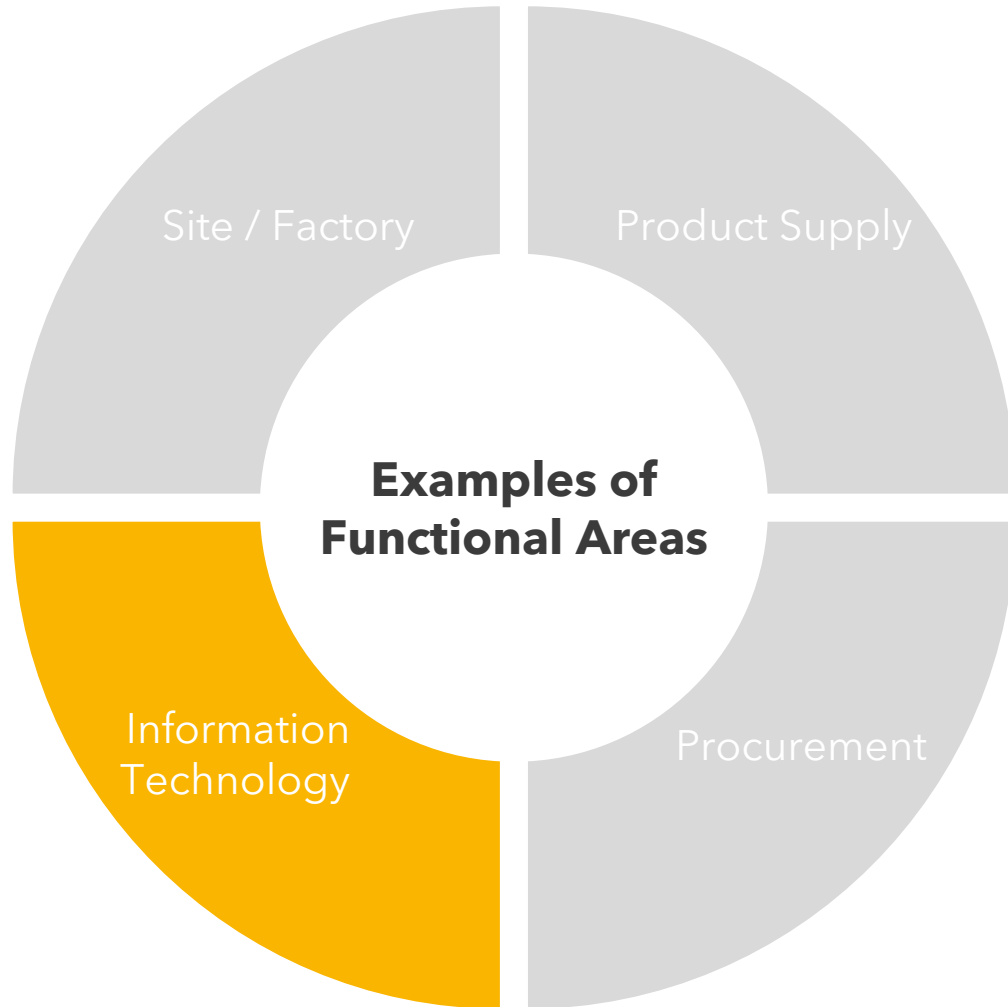 Site / Factory
Product Supply
Examples of
Functional Areas
Information
Technology
Procurement